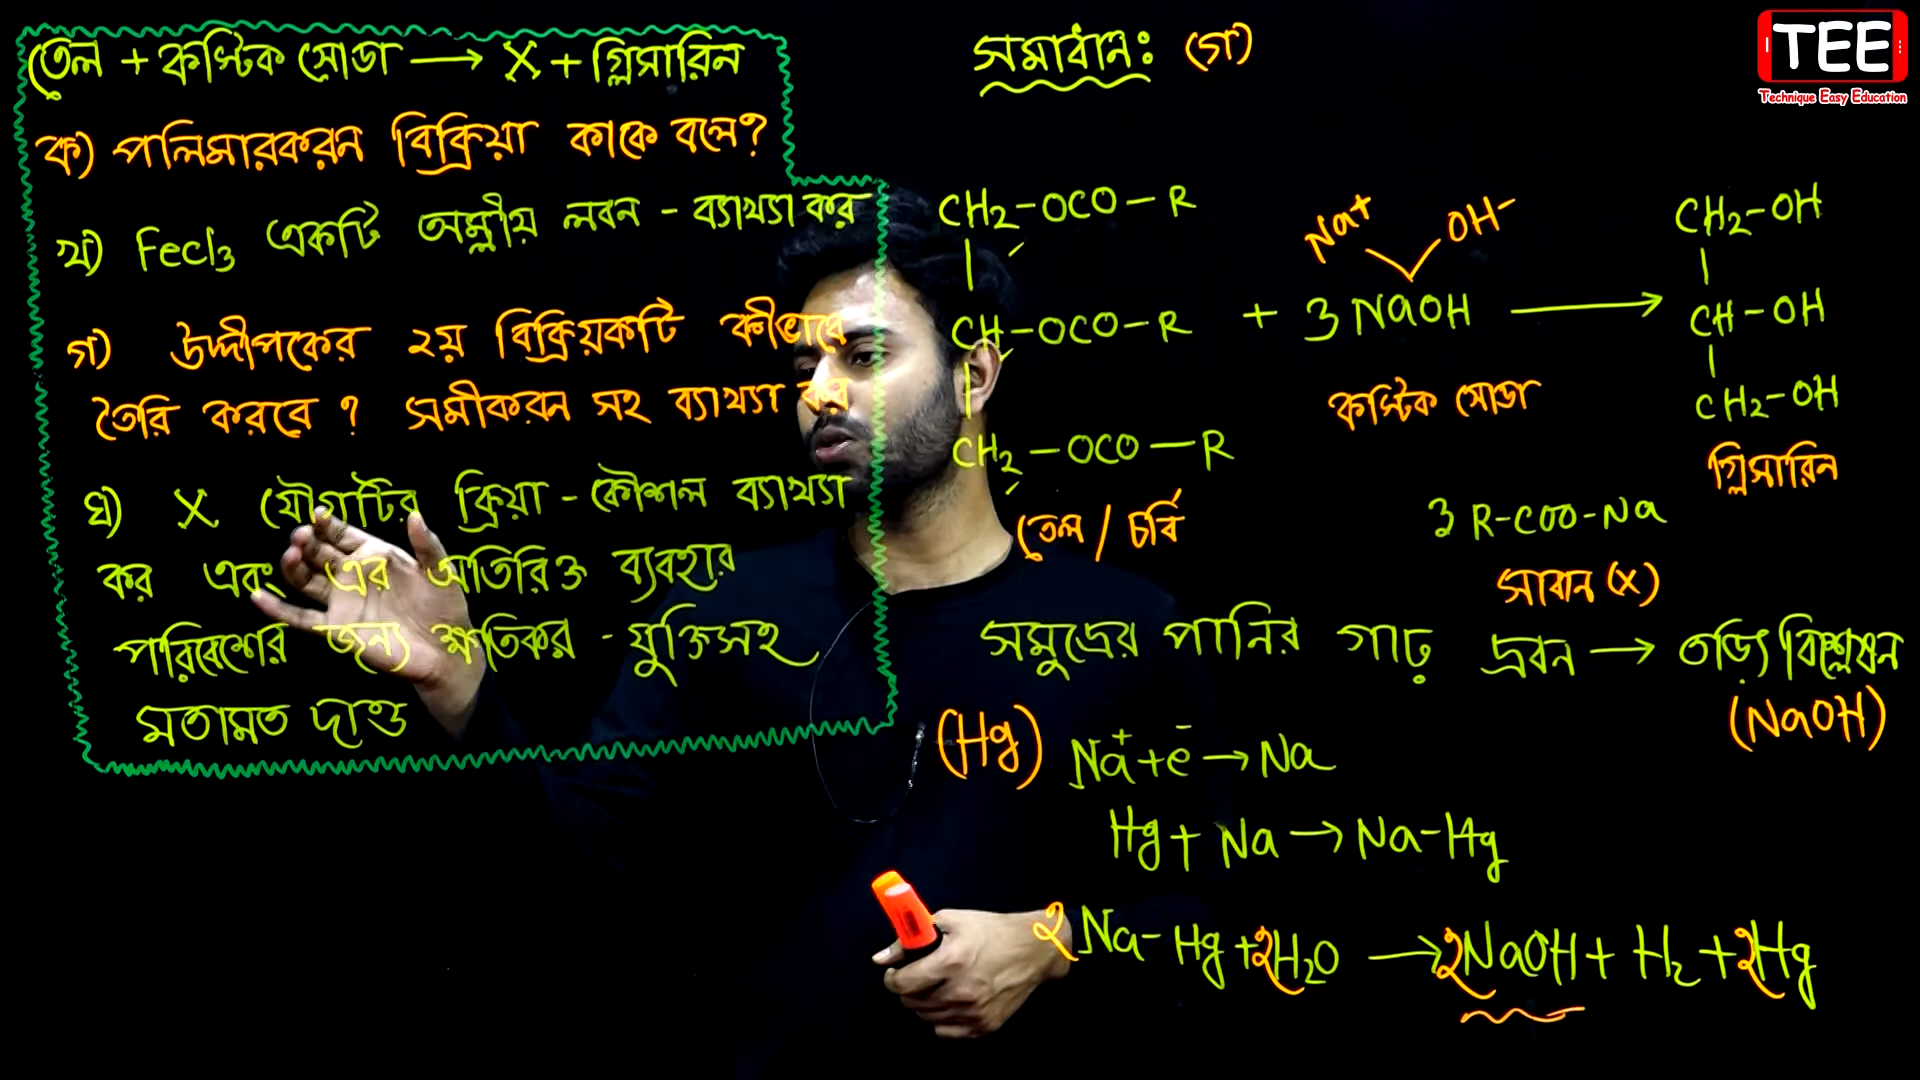 তেল + কস্টিক সোডা → X + গ্লিসারিন
ক) পলিমারকরন বিক্রিয়া কাকে বলে?
খ) FeCl₃ একটি অম্লীয় লবন - ব্যাখ্যা কর
গ) উদ্দীপকের ২য় বিক্রিয়কটি কীভাবে
তৈরি করবে ? সমীকরন সহ ব্যাখ্যা কর
ঘ) X যৌগটির ক্রিয়া - কৌশল ব্যাখ্যা
কর এবং এর অতিরিক্ত ব্যবহার
পরিবেশের জন্য ক্ষতিকর - যুক্তিসহ
মতামত দাও
সমাধান: (গ)
TEE
Technique Easy Education
CH₂-OCO-R
CH-OCO-R
CH₂-OCO-R
তেল / চর্বি
Na⁺ OH⁻
+ 3 NaOH →
কস্টিক সোডা
CH₂-OH
CH-OH
CH₂-OH
গ্লিসারিন
3 R-COO-Na
সাবান (X)
সমুদ্রের পানির গাঢ় দ্রবন → তড়িৎ বিশ্লেষন
(NaOH)
(Hg) Na⁺+e⁻→Na
Hg + Na → Na-Hg
2Na-Hg+2H₂O → 2NaOH + H₂ + 2Hg